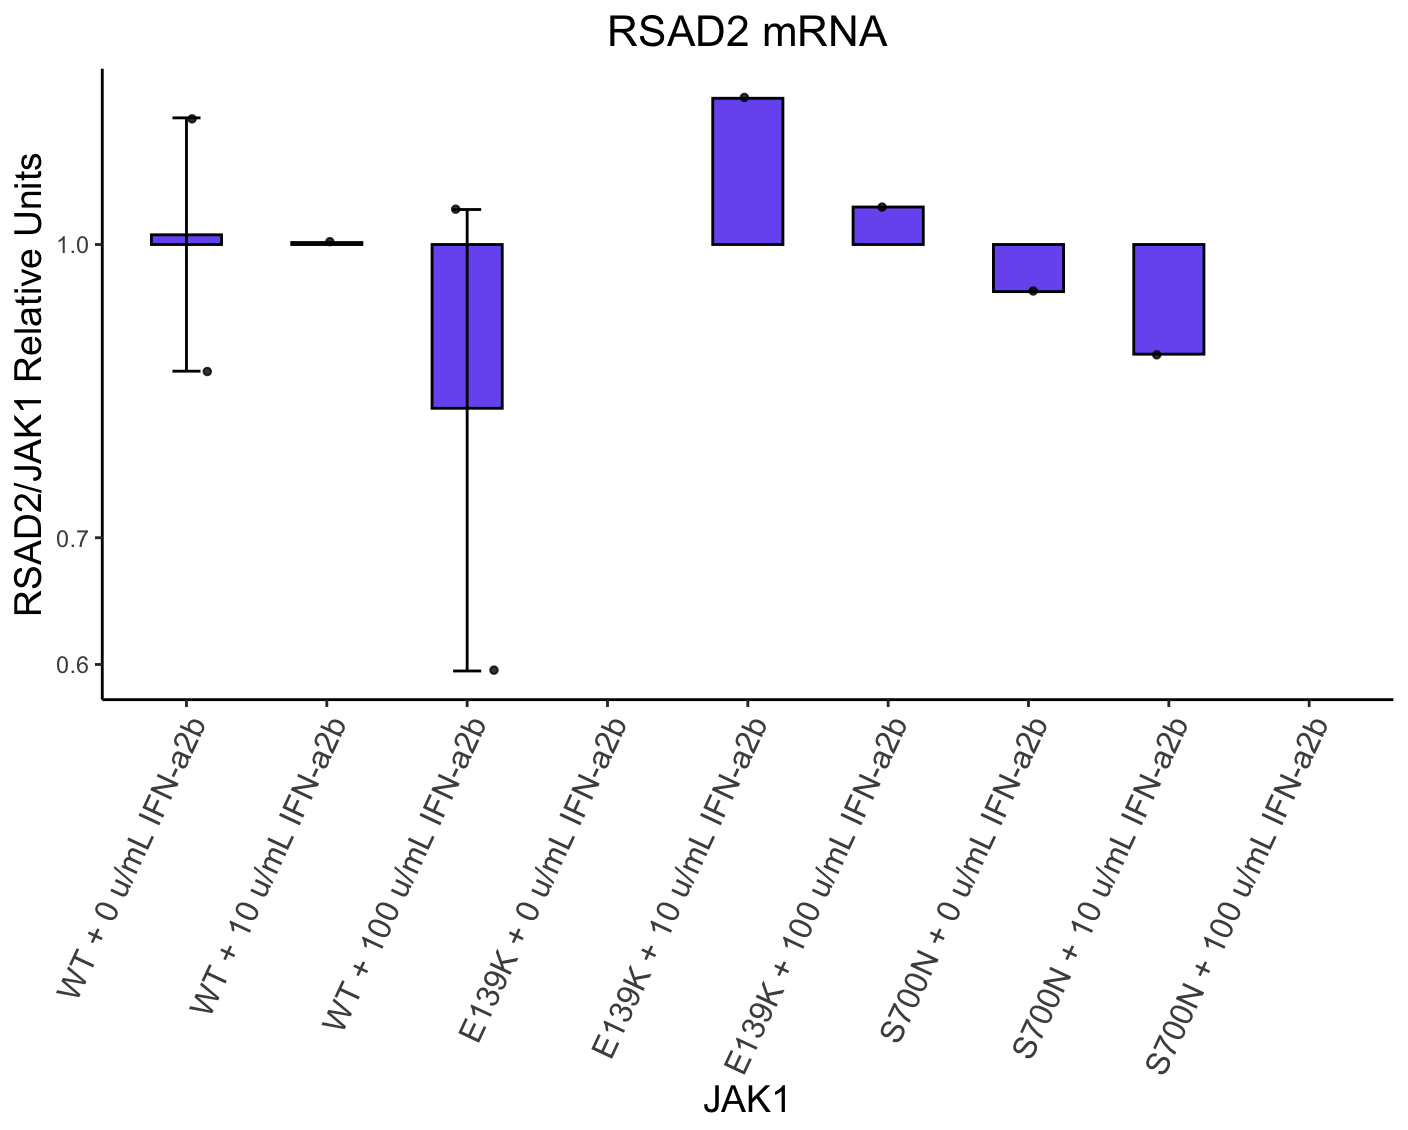 RSAD2 mRNA
RSAD2/JAK1 Relative Units
1.0
0.7
0.6
WT + 0 u/mL IFN-a2b
WT + 10 u/mL IFN-a2b
WT + 100 u/mL IFN-a2b
E139K + 0 u/mL IFN-a2b
E139K + 10 u/mL IFN-a2b
E139K + 100 u/mL IFN-a2b
S700N + 0 u/mL IFN-a2b
S700N + 10 u/mL IFN-a2b
S700N + 100 u/mL IFN-a2b
JAK1